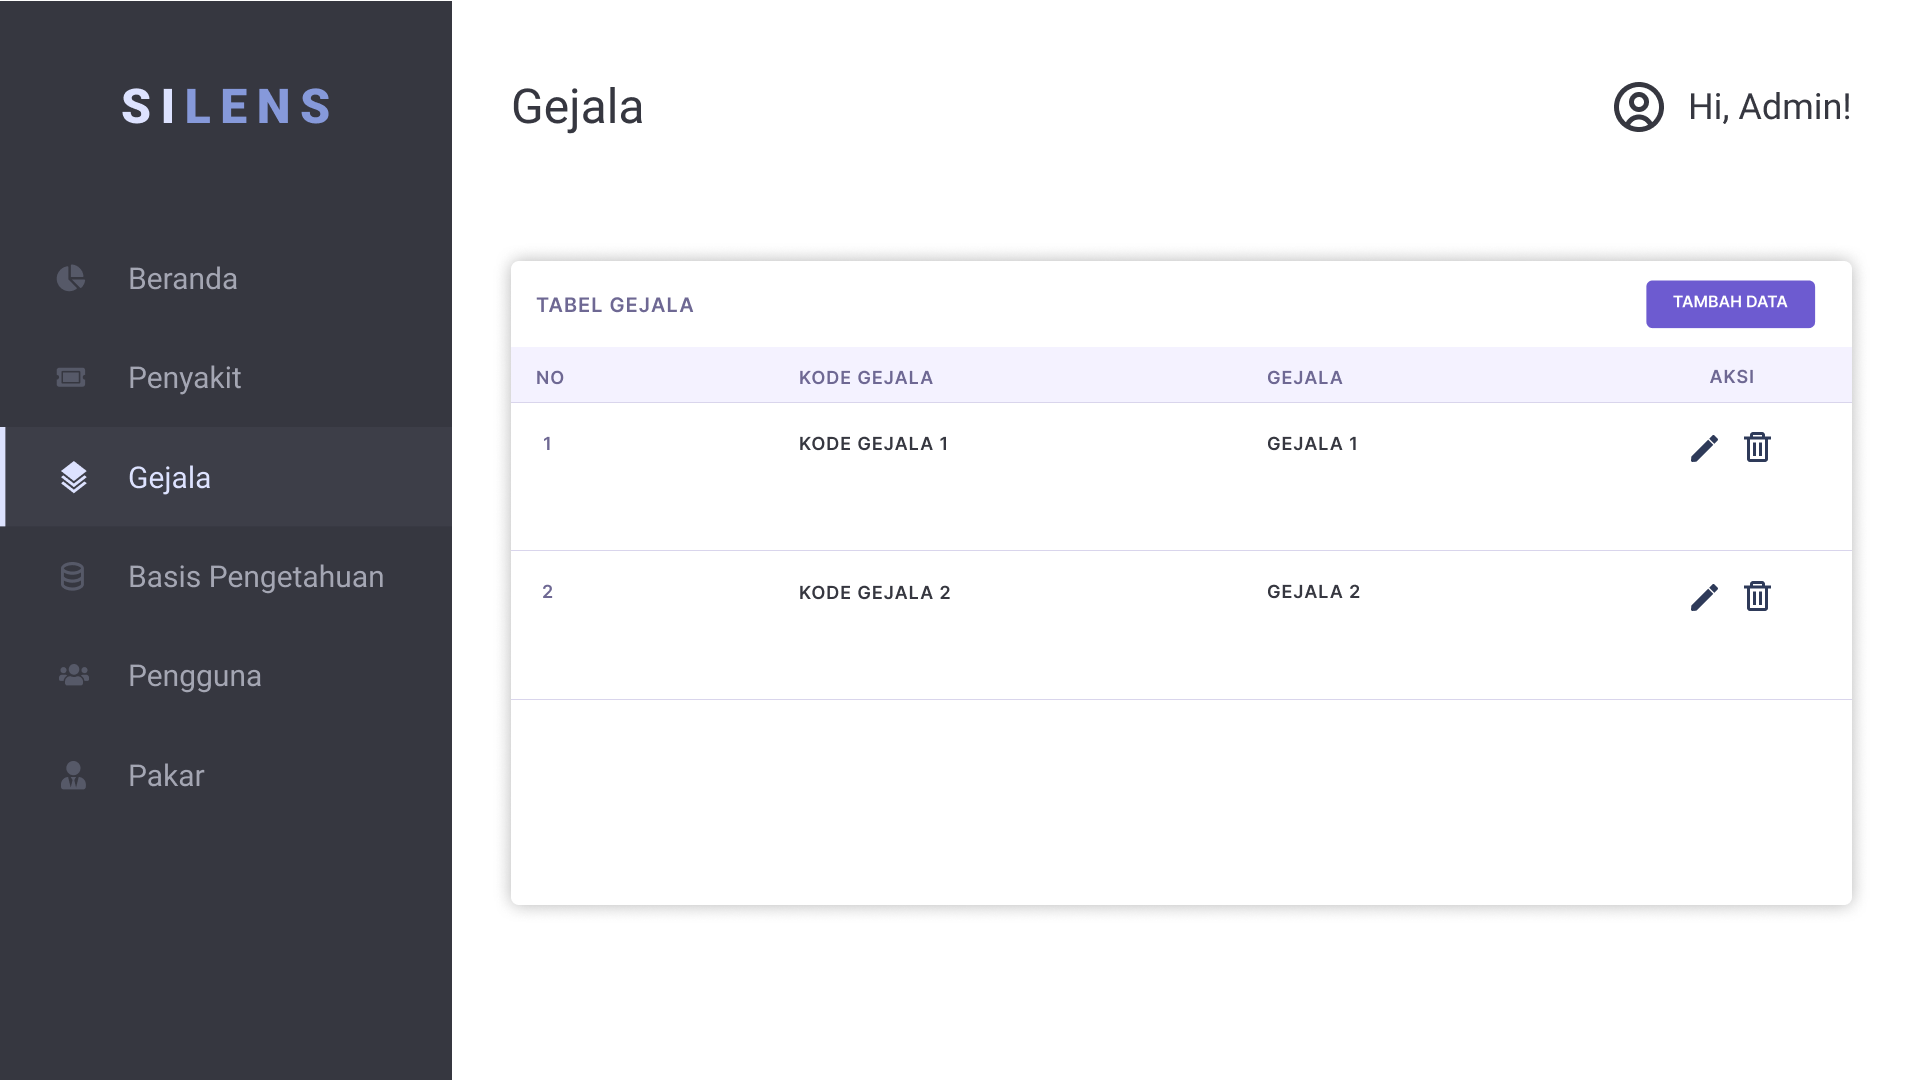 SILENS
Gejala
Hi, Admin!
Beranda
Penyakit
Gejala
Basis Pengetahuan
Pengguna
Pakar
TABEL GEJALA
TAMBAH DATA
NO KODE GEJALA GEJALA AKSI
1 KODE GEJALA 1 GEJALA 1
2 KODE GEJALA 2 GEJALA 2